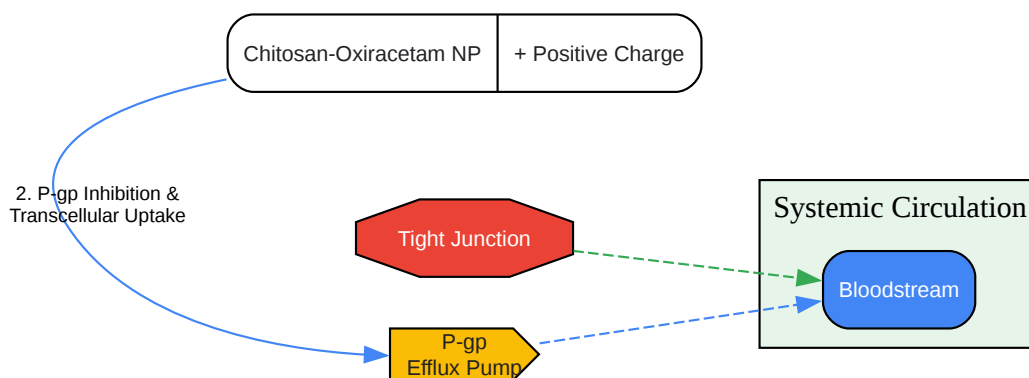 Chitosan-Oxiracetam NP
+ Positive Charge
2. P-gp Inhibition &
Transcellular Uptake
Systemic Circulation
Tight Junction
Bloodstream
P-gp
Efflux Pump